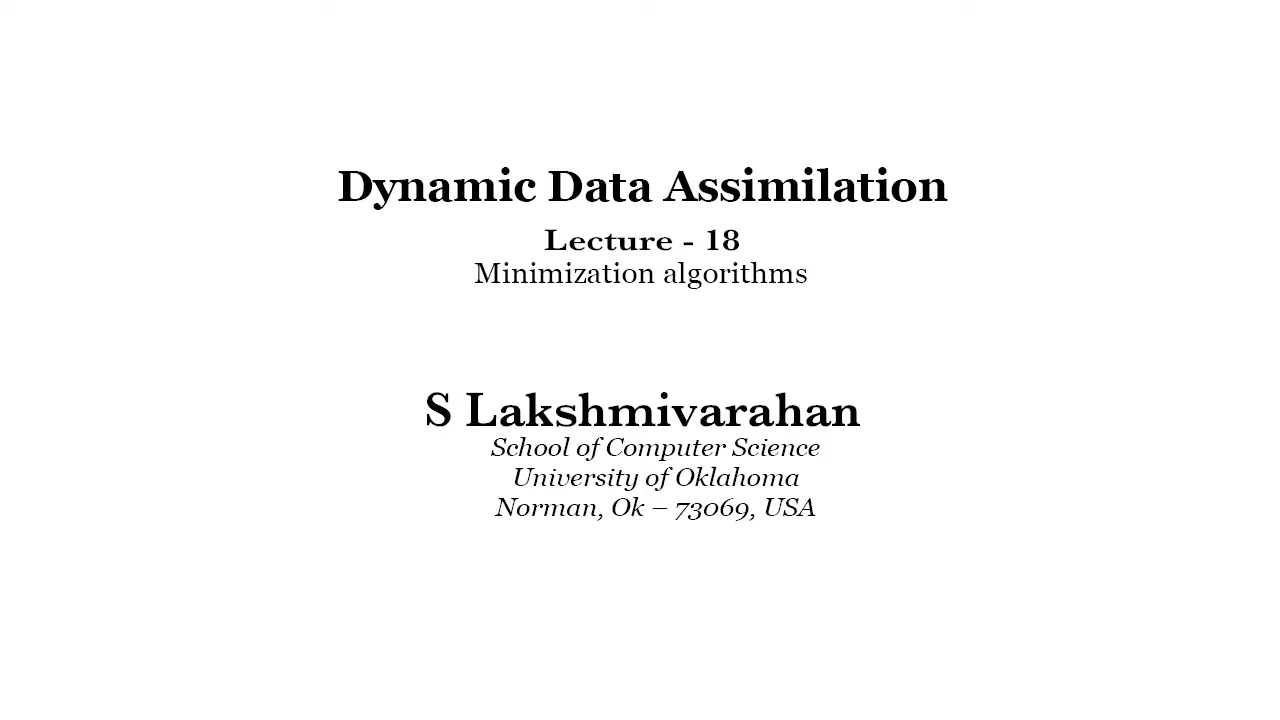 Dynamic Data Assimilation
Lecture - 18
Minimization algorithms
S Lakshmivarahan
School of Computer Science
University of Oklahoma
Norman, Ok – 73069, USA